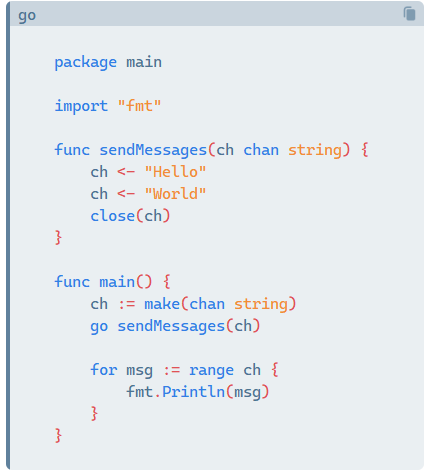 go
package main
import "fmt"
func sendMessages(ch chan string) {
    ch <- "Hello"
    ch <- "World"
    close(ch)
}
func main() {
    ch := make(chan string)
    go sendMessages(ch)
    for msg := range ch {
        fmt.Println(msg)
    }
}